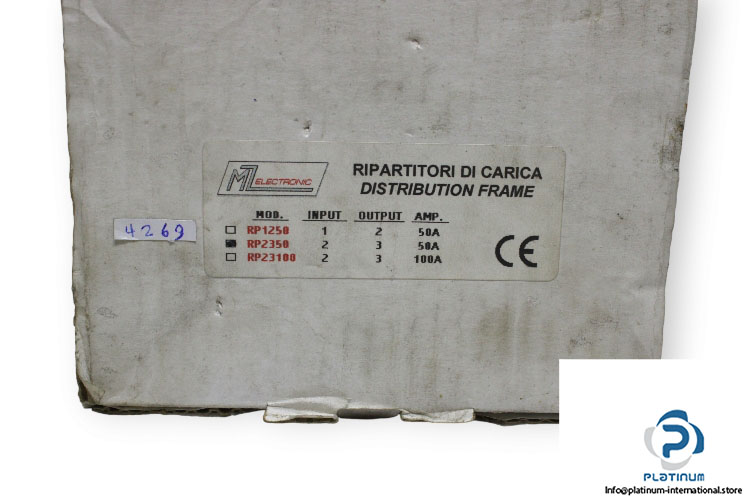 RIPARTITORI DI CARICA
DISTRIBUTION FRAME
M7 ELECTRONIC
MOD. INPUT OUTPUT AMP.
RP1250 1 2 50A
RP2350 2 3 50A
RP23100 2 3 100A
CE
4269
PLATINUM
Info@platinum-international.store